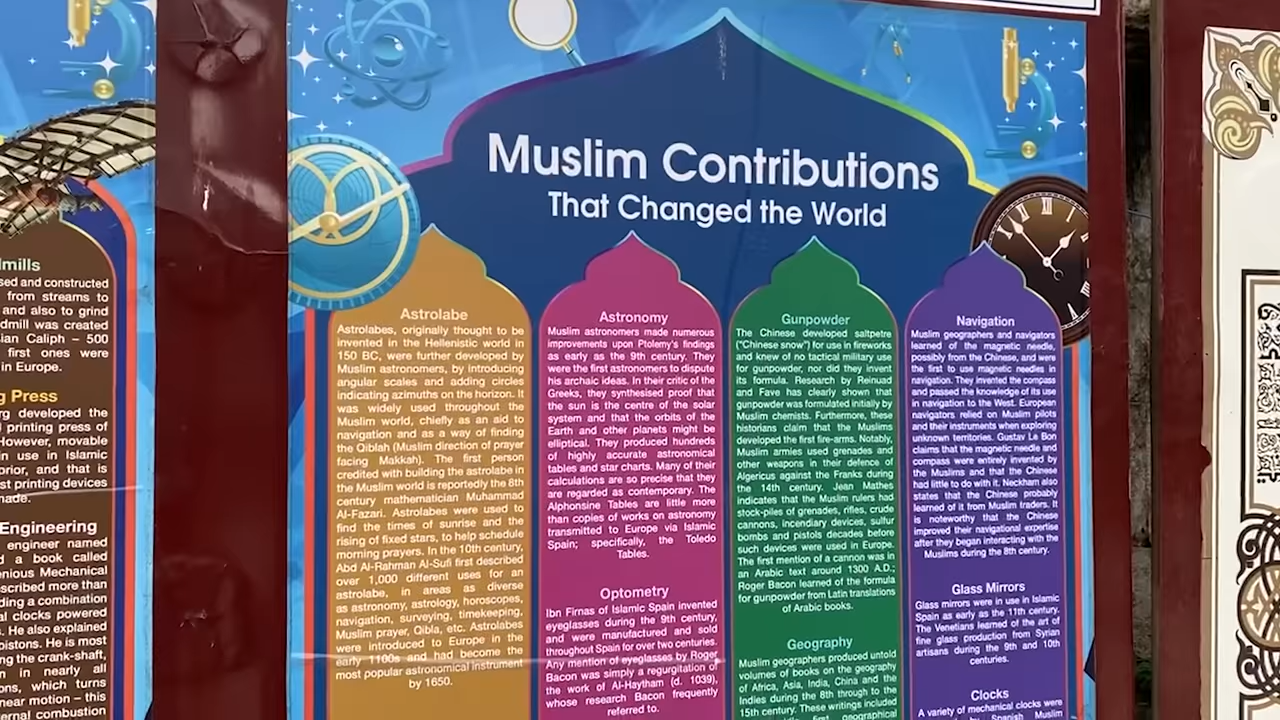 lmills
sed and constructed
from streams to
and also to grind
dmill was created
sian Caliph – 500
first ones were
in Europe.
g Press
rg developed the
printing press of
However, movable
in use in Islamic
prior, and that is
st printing devices
made.
Engineering
engineer named
d a book called
enious Mechanical
scribed more than
ding a combination
al clocks powered
s. He also explained
pistons. He is most
ng the crank-shaft,
n in nearly all
ons, which turns
near motion – this
ernal combustion
Muslim Contributions
That Changed the World
Astrolabe
Astrolabes, originally thought to be
invented in the Hellenistic world in
150 BC, were further developed by
Muslim astronomers, by introducing
angular scales and adding circles
indicating azimuths on the horizon. It
was widely used throughout the
Muslim world, chiefly as an aid to
navigation and as a way of finding
the Qiblah (Muslim direction of prayer
facing Makkah). The first person
credited with building the astrolabe in
the Muslim world is reportedly the 8th
century mathematician Muhammad
Al-Fazari. Astrolabes were used to
find the times of sunrise and the
rising of fixed stars, to help schedule
morning prayers. In the 10th century,
Abd Al-Rahman Al-Sufi first described
over 1,000 different uses for an
astrolabe, in areas as diverse
as astronomy, astrology, horoscopes,
navigation, surveying, timekeeping,
Muslim prayer, Qibla, etc. Astrolabes
were introduced to Europe in the
early 1100s and had become the
most popular astronomical instrument
by 1650.
Astronomy
Muslim astronomers made numerous
improvements upon Ptolemy's findings
as early as the 9th century. They
were the first astronomers to dispute
his archaic ideas. In their critic of the
Greeks, they synthesised proof that
the sun is the centre of the solar
system and that the orbits of the
Earth and other planets might be
elliptical. They produced hundreds
of highly accurate astronomical
tables and star charts. Many of their
calculations are so precise that they
are regarded as contemporary. The
Alphonsine Tables are little more
than copies of works on astronomy
transmitted to Europe via Islamic
Spain; specifically, the Toledo
Tables.
Optometry
Ibn Firnas of Islamic Spain invented
eyeglasses during the 9th century,
and were manufactured and sold
throughout Spain for over two centuries.
Any mention of eyeglasses by Roger
Bacon was simply a regurgitation of
the work of Al-Haytham (d. 1039),
whose research Bacon frequently
referred to.
Gunpowder
The Chinese developed saltpetre
("Chinese snow") for use in fireworks
and knew of no tactical military use
for gunpowder, nor did they invent
its formula. Research by Reinuad
and Fave has clearly shown that
gunpowder was formulated initially by
Muslim chemists. Furthermore, these
historians claim that the Muslims
developed the first fire-arms. Notably,
Muslim armies used grenades and
other weapons in their defence of
Algericus against the Franks during
the 14th century. Jean Mathes
indicates that the Muslim rulers had
stock-piles of grenades, rifles, crude
cannons, incendiary devices, sulfur
bombs and pistols decades before
such devices were used in Europe.
The first mention of a cannon was in
an Arabic text around 1300 A.D.;
Roger Bacon learned of the formula
for gunpowder from Latin translations
of Arabic books.
Geography
Muslim geographers produced untold
volumes of books on the geography
of Africa, Asia, India, China and the
Indies during the 8th through to the
15th century. These writings included
first geographical
Navigation
Muslim geographers and navigators
learned of the magnetic needle,
possibly from the Chinese, and were
the first to use magnetic needles in
navigation. They invented the compass
and passed the knowledge of its use
in navigation to the West. European
navigators relied on Muslim pilots
and their instruments when exploring
unknown territories. Gustav Le Bon
claims that the magnetic needle and
compass were entirely invented by
the Muslims and that the Chinese
had little to do with it. Neckham also
states that the Chinese probably
learned of it from Muslim traders. It
is noteworthy that the Chinese
improved their navigational expertise
after they began interacting with the
Muslims during the 8th century.
Glass Mirrors
Glass mirrors were in use in Islamic
Spain as early as the 11th century.
The Venetians learned of the art of
fine glass production from Syrian
artisans during the 9th and 10th
centuries.
Clocks
A variety of mechanical clocks were
by Spanish Muslim